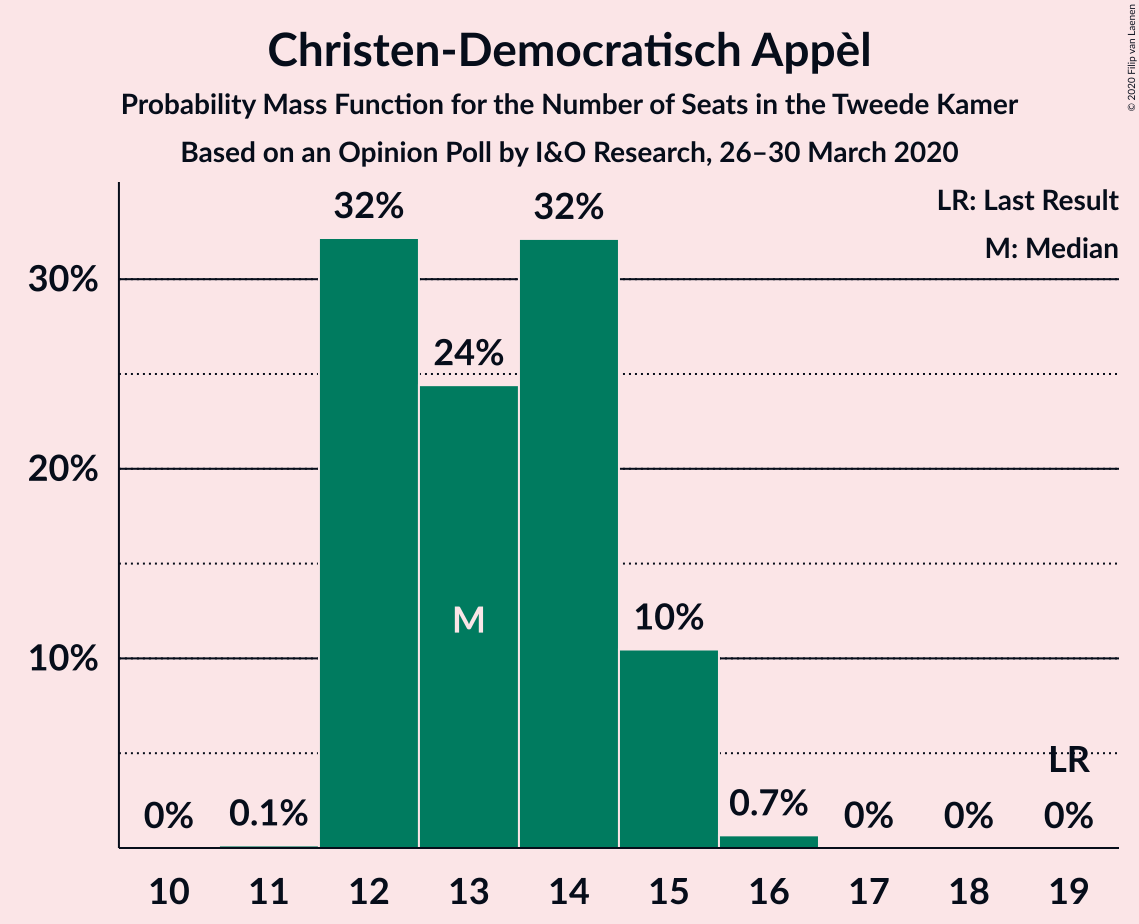 © 2020 Filip van Laenen
Christen-Democratisch Appèl
Probability Mass Function for the Number of Seats in the Tweede Kamer
Based on an Opinion Poll by I&O Research, 26–30 March 2020
LR: Last Result
M: Median
32%
32%
30%
24%
20%
M
10%
10%
LR
0%
0.1%
0.7%
0%
0%
0%
10 11 12 13 14 15 16 17 18 19